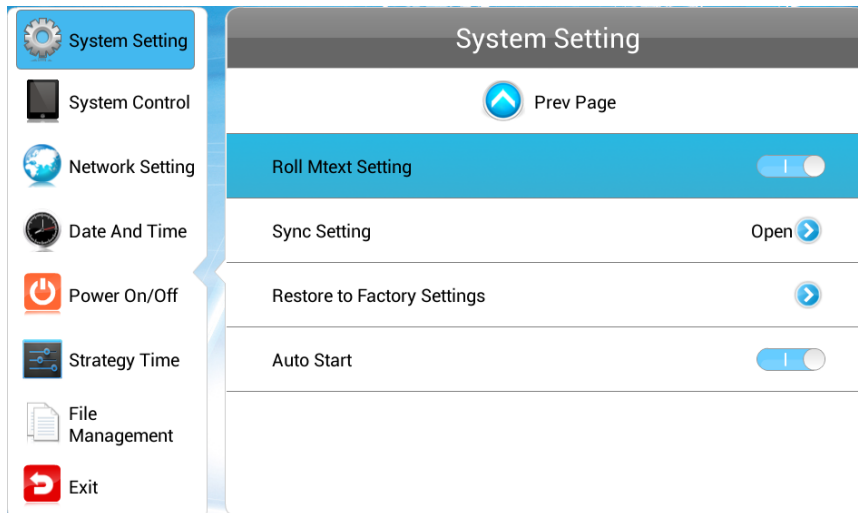 System Setting
System Control
Network Setting
Date And Time
Power On/Off
Strategy Time
File
Management
Exit
System Setting
Prev Page
Roll Mtext Setting
Sync Setting
Open
Restore to Factory Settings
Auto Start